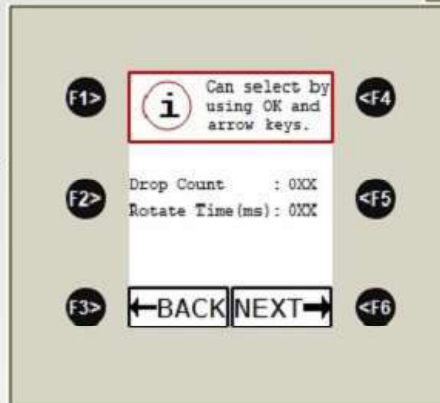 F1>
i
Can select by
using OK and
arrow keys.
<F4
F2>
Drop Count : 0XX
Rotate Time(ms): 0XX
<F5
F3>
←BACK
NEXT→
<F6